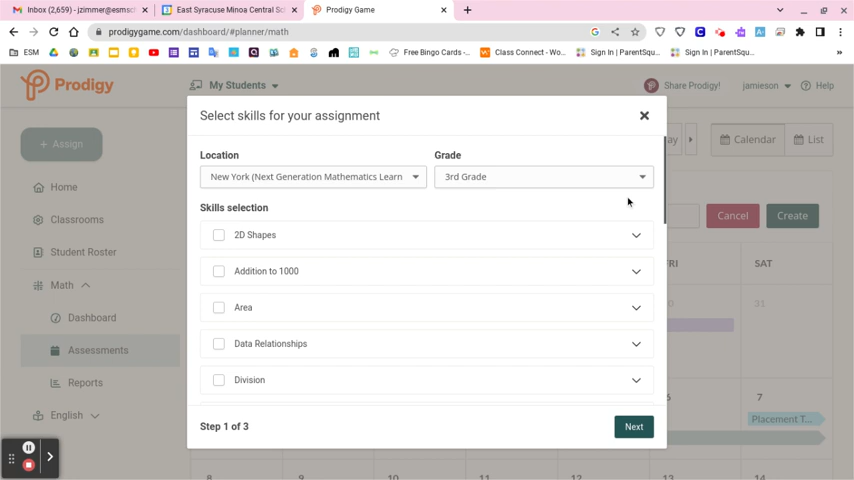 Inbox (2,659) - jzimmer@esmsc
East Syracuse Minoa Central Sc
Prodigy Game
prodigygame.com/dashboard/#planner/math
ESM
Free Bingo Cards -...
Class Connect - Wo...
Sign In | ParentSqu...
Sign In | ParentSqu...
Prodigy
My Students
Share Prodigy!
jamieson
Help
+ Assign
Home
Classrooms
Student Roster
Math
Dashboard
Assessments
Reports
English
Select skills for your assignment
Location
Grade
New York (Next Generation Mathematics Learn
3rd Grade
Skills selection
2D Shapes
Addition to 1000
Area
Data Relationships
Division
Step 1 of 3
Next
Calendar
List
Cancel
Create
SAT
31
7
Placement T...
8
9
10
11
12
13
14